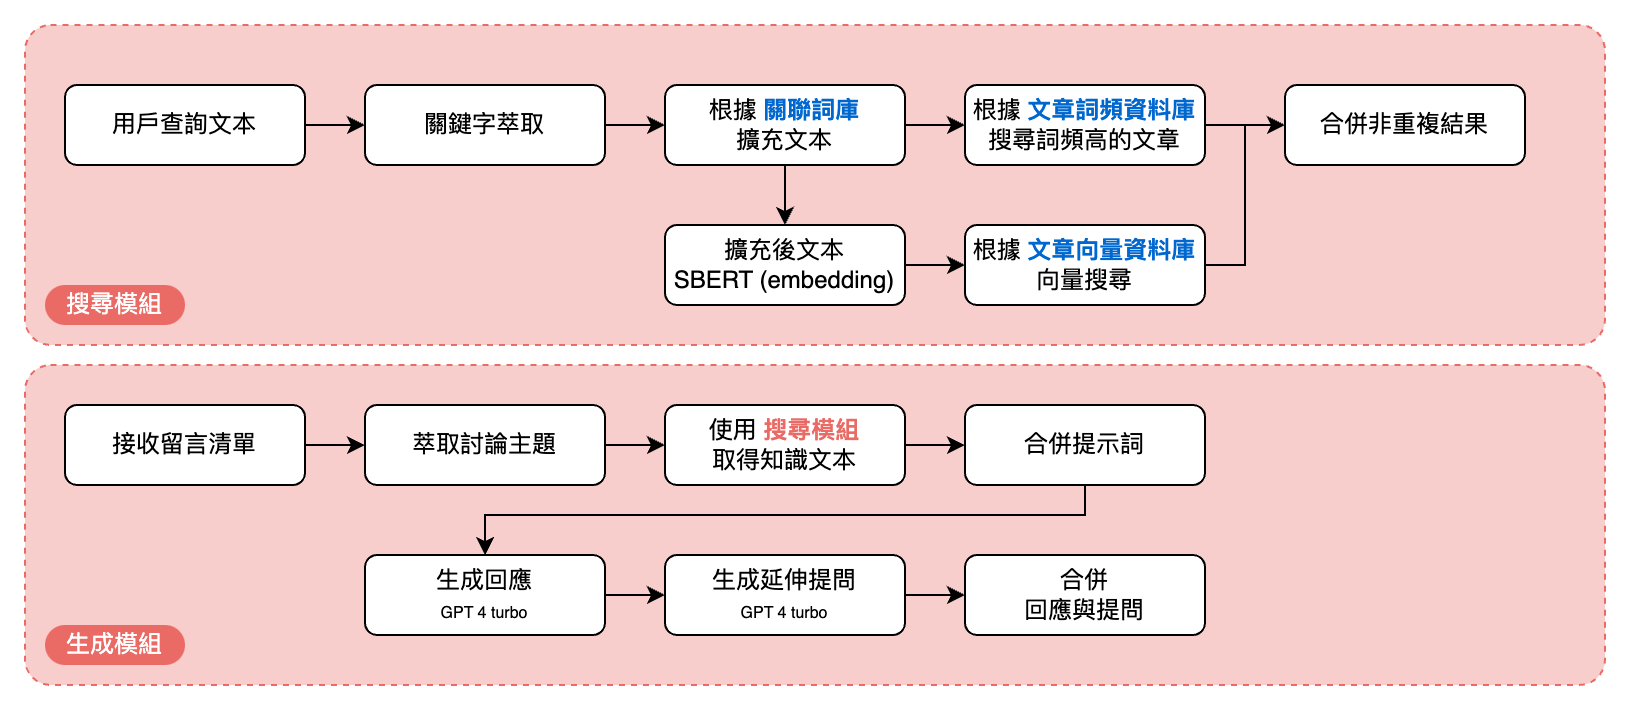 用戶查詢文本
關鍵字萃取
根據 關聯詞庫
擴充文本
根據 文章詞頻資料庫
搜尋詞頻高的文章
合併非重複結果
擴充後文本
SBERT (embedding)
根據 文章向量資料庫
向量搜尋
搜尋模組
接收留言清單
萃取討論主題
使用 搜尋模組
取得知識文本
合併提示詞
生成回應
GPT 4 turbo
生成延伸提問
GPT 4 turbo
合併
回應與提問
生成模組